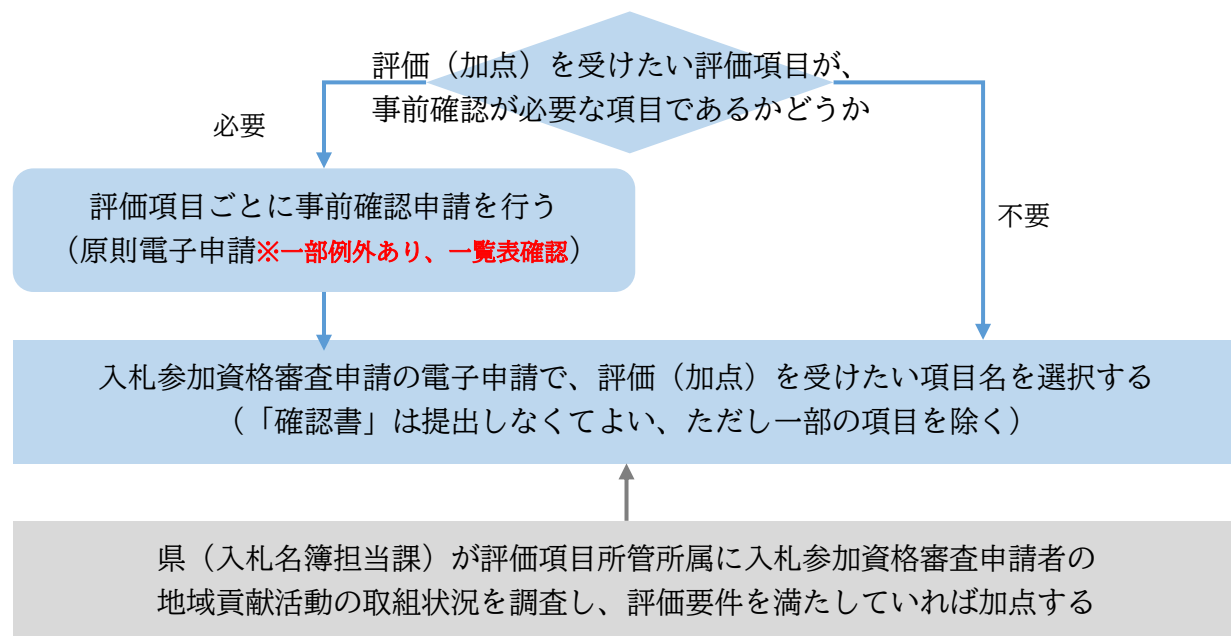 評価（加点）を受けたい評価項目が、
事前確認が必要な項目であるかどうか
必要
不要
評価項目ごとに事前確認申請を行う
（原則電子申請※一部例外あり、一覧表確認）
入札参加資格審査申請の電子申請で、評価（加点）を受けたい項目名を選択する
（「確認書」は提出しなくてよい、ただし一部の項目を除く）
県（入札名簿担当課）が評価項目所管所属に入札参加資格審査申請者の
地域貢献活動の取組状況を調査し、評価要件を満たしていれば加点する